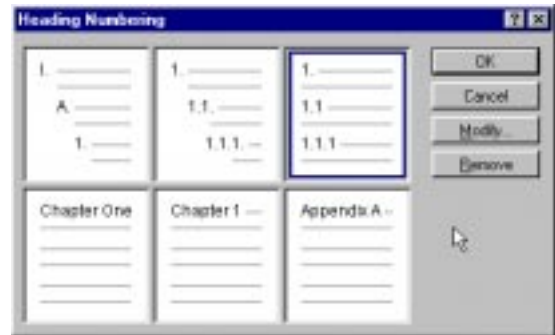 Heading Numbering
I.
A.
1.
1.
1.1.
1.1.1.
1.
1.1
1.1.1
Chapter One
Chapter 1
Appendix A
OK
Cancel
Modify...
Remove